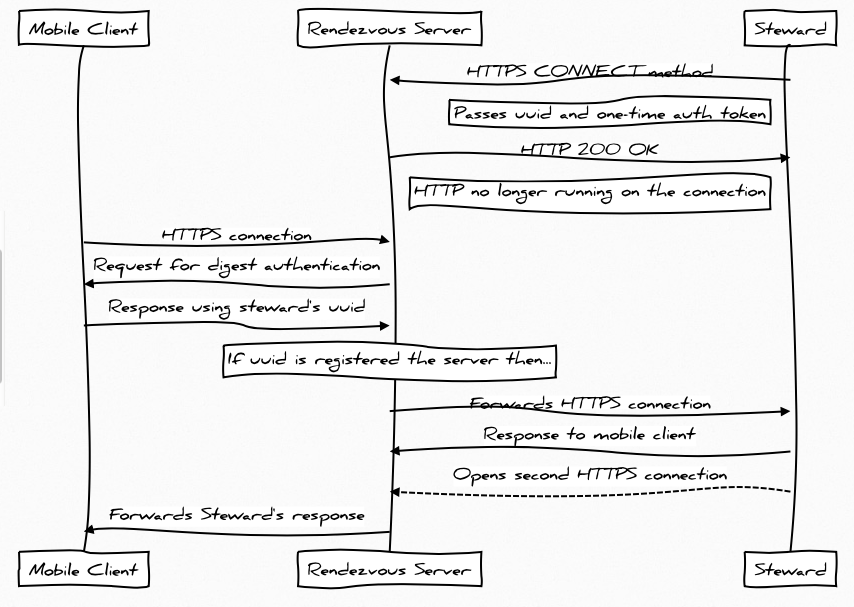 Mobile Client
Rendezvous Server
Steward
HTTPS CONNECT method
Passes uuid and one-time auth token
HTTP 200 OK
HTTP no longer running on the connection
HTTPS connection
Request for digest authentication
Response using steward's uuid
If uuid is registered the server then...
Forwards HTTPS connection
Response to mobile client
Opens second HTTPS connection
Forwards Steward's response
Mobile Client
Rendezvous Server
Steward